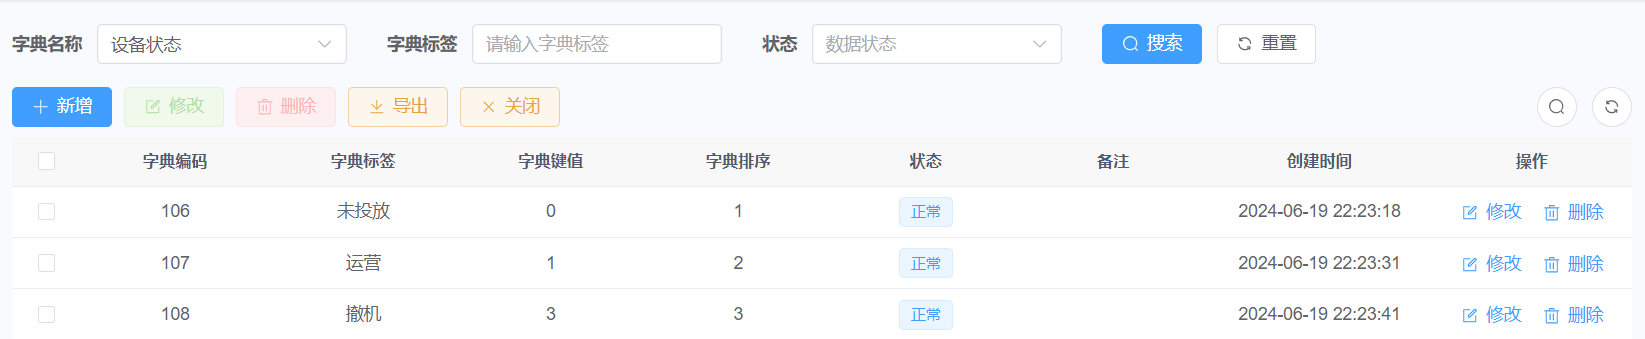 字典名称 设备状态 字典标签 请输入字典标签 状态 数据状态 搜索 重置
新增 修改 删除 导出 关闭
字典编码 字典标签 字典键值 字典排序 状态 备注 创建时间 操作
106 未投放 0 1 正常 2024-06-19 22:23:18 修改 删除
107 运营 1 2 正常 2024-06-19 22:23:31 修改 删除
108 撤机 3 3 正常 2024-06-19 22:23:41 修改 删除